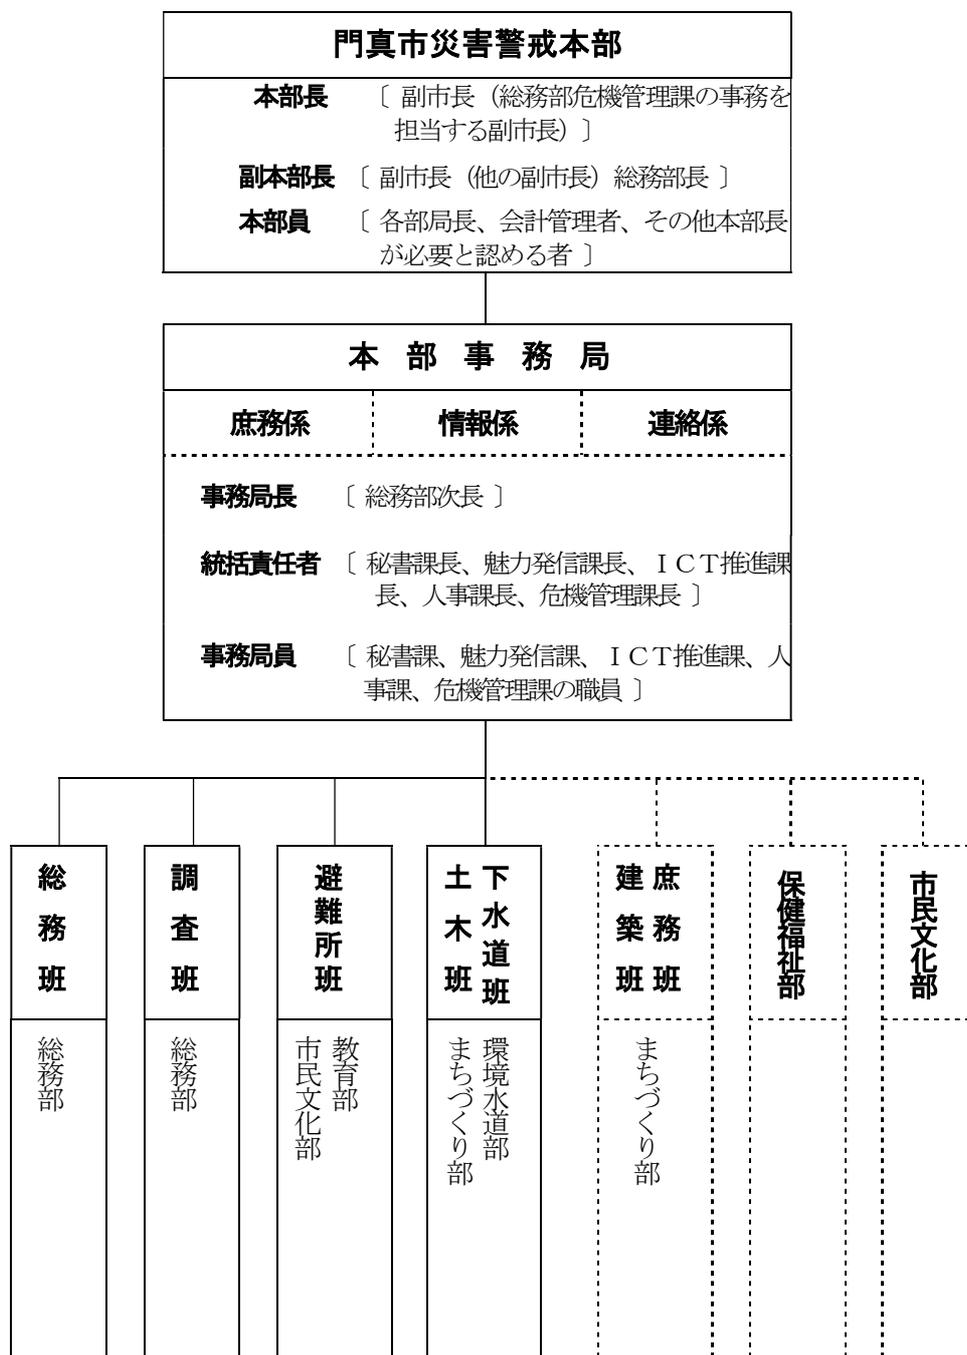 門真市災害警戒本部
本部長 〔 副市長（総務部危機管理課の事務を
担当する副市長）〕
副本部長 〔 副市長（他の副市長）総務部長 〕
本部員 〔 各部局長、会計管理者、その他本部長
が必要と認める者 〕
本部事務局
庶務係 情報係 連絡係
事務局長 〔 総務部次長 〕
統括責任者 〔 秘書課長、魅力発信課長、ＩＣＴ推進課
長、人事課長、危機管理課長 〕
事務局員 〔 秘書課、魅力発信課、ＩＣＴ推進課、人
事課、危機管理課の職員 〕
総務班
総務部
調査班
総務部
避難所班
教育部
市民文化部
下水道班
土木班
環境水道部
まちづくり部
庶務班
建築班
まちづくり部
保健福祉部
市民文化部